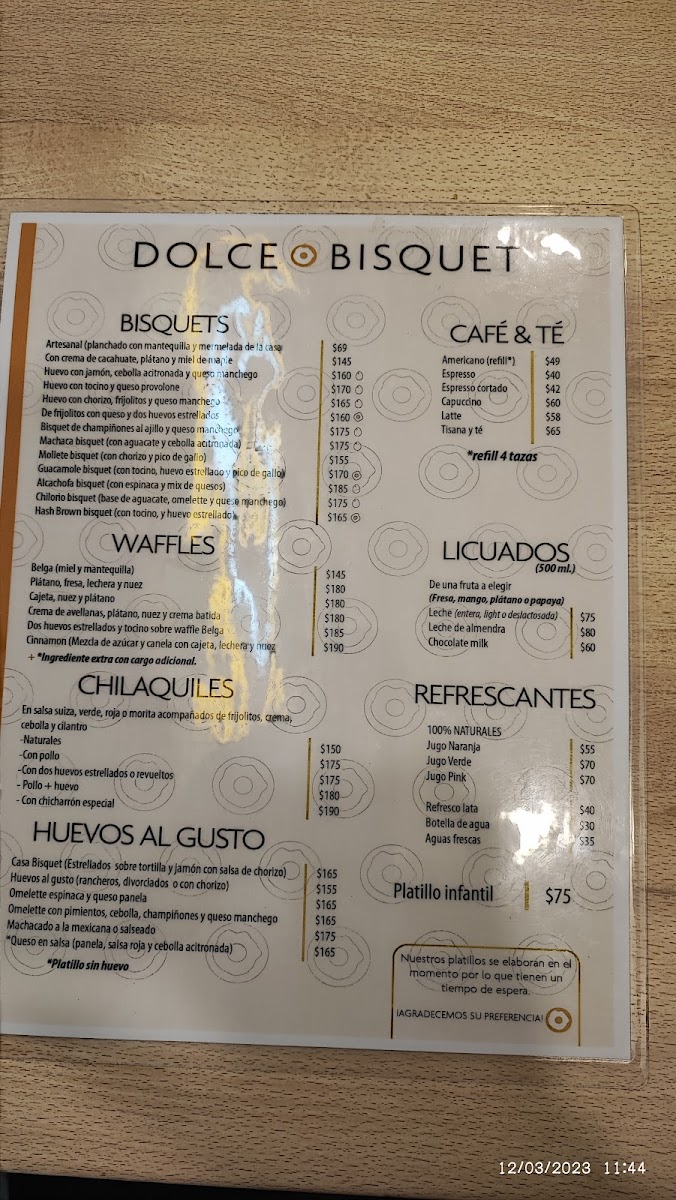 DOLCE BISQUET
BISQUETS
Artesanal (planchado con mantequilla y mermelada de la casa $69
Con crema de cacahuate, plátano y miel de maple $145
Huevo con jamón, cebolla acitronada y queso manchego $160
Huevo con tocino y queso provolone $170
Huevo con chorizo, frijolitos y queso manchego $165
De frijolitos con queso y dos huevos estrellados $160
Bisquet de champiñones al ajillo y queso manchego $175
Machaca bisquet (con aguacate y cebolla acitronada) $175
Mollete bisquet (con chorizo y pico de gallo) $155
Guacamole bisquet (con tocino, huevo estrellado y pico de gallo) $170
Alcachofa bisquet (con espinaca y mix de quesos) $185
Chilorio bisquet (base de aguacate, omelette y queso manchego) $175
Hash Brown bisquet (con tocino, y huevo estrellado) $165
WAFFLES
Belga (miel y mantequilla) $145
Plátano, fresa, lechera y nuez $180
Cajeta, nuez y plátano $180
Crema de avellanas, plátano, nuez y crema batida $180
Dos huevos estrellados y tocino sobre waffle Belga $185
Cinnamon (Mezcla de azúcar y canela con cajeta, lechera y nuez $190
+ *Ingrediente extra con cargo adicional.
CHILAQUILES
En salsa suiza, verde, roja o morita acompañados de frijolitos, crema,
cebolla y cilantro
-Naturales $150
-Con pollo $175
-Con dos huevos estrellados o revueltos $175
- Pollo + huevo $180
- Con chicharrón especial $190
HUEVOS AL GUSTO
Casa Bisquet (Estrellados sobre tortilla y jamón con salsa de chorizo) $165
Huevos al gusto (rancheros, divorciados o con chorizo) $155
Omelette espinaca y queso panela $165
Omelette con pimientos, cebolla, champiñones y queso manchego $165
Machacado a la mexicana o salseado $175
*Queso en salsa (panela, salsa roja y cebolla acitronada) $165
*Platillo sin huevo
CAFÉ & TÉ
Americano (refill*) $49
Espresso $40
Espresso cortado $42
Capuccino $60
Latte $58
Tisana y té $65
*refill 4 tazas
LICUADOS
(500 ml.)
De una fruta a elegir
(Fresa, mango, plátano o papaya)
Leche (entera, light o deslactosada) $75
Leche de almendra $80
Chocolate milk $60
REFRESCANTES
100% NATURALES
Jugo Naranja $55
Jugo Verde $70
Jugo Pink $70
Refresco lata $40
Botella de agua $30
Aguas frescas $35
Platillo infantil $75
Nuestros platillos se elaborán en el
momento por lo que tienen un
tiempo de espera.
¡AGRADECEMOS SU PREFERENCIA!
12/03/2023 11:44